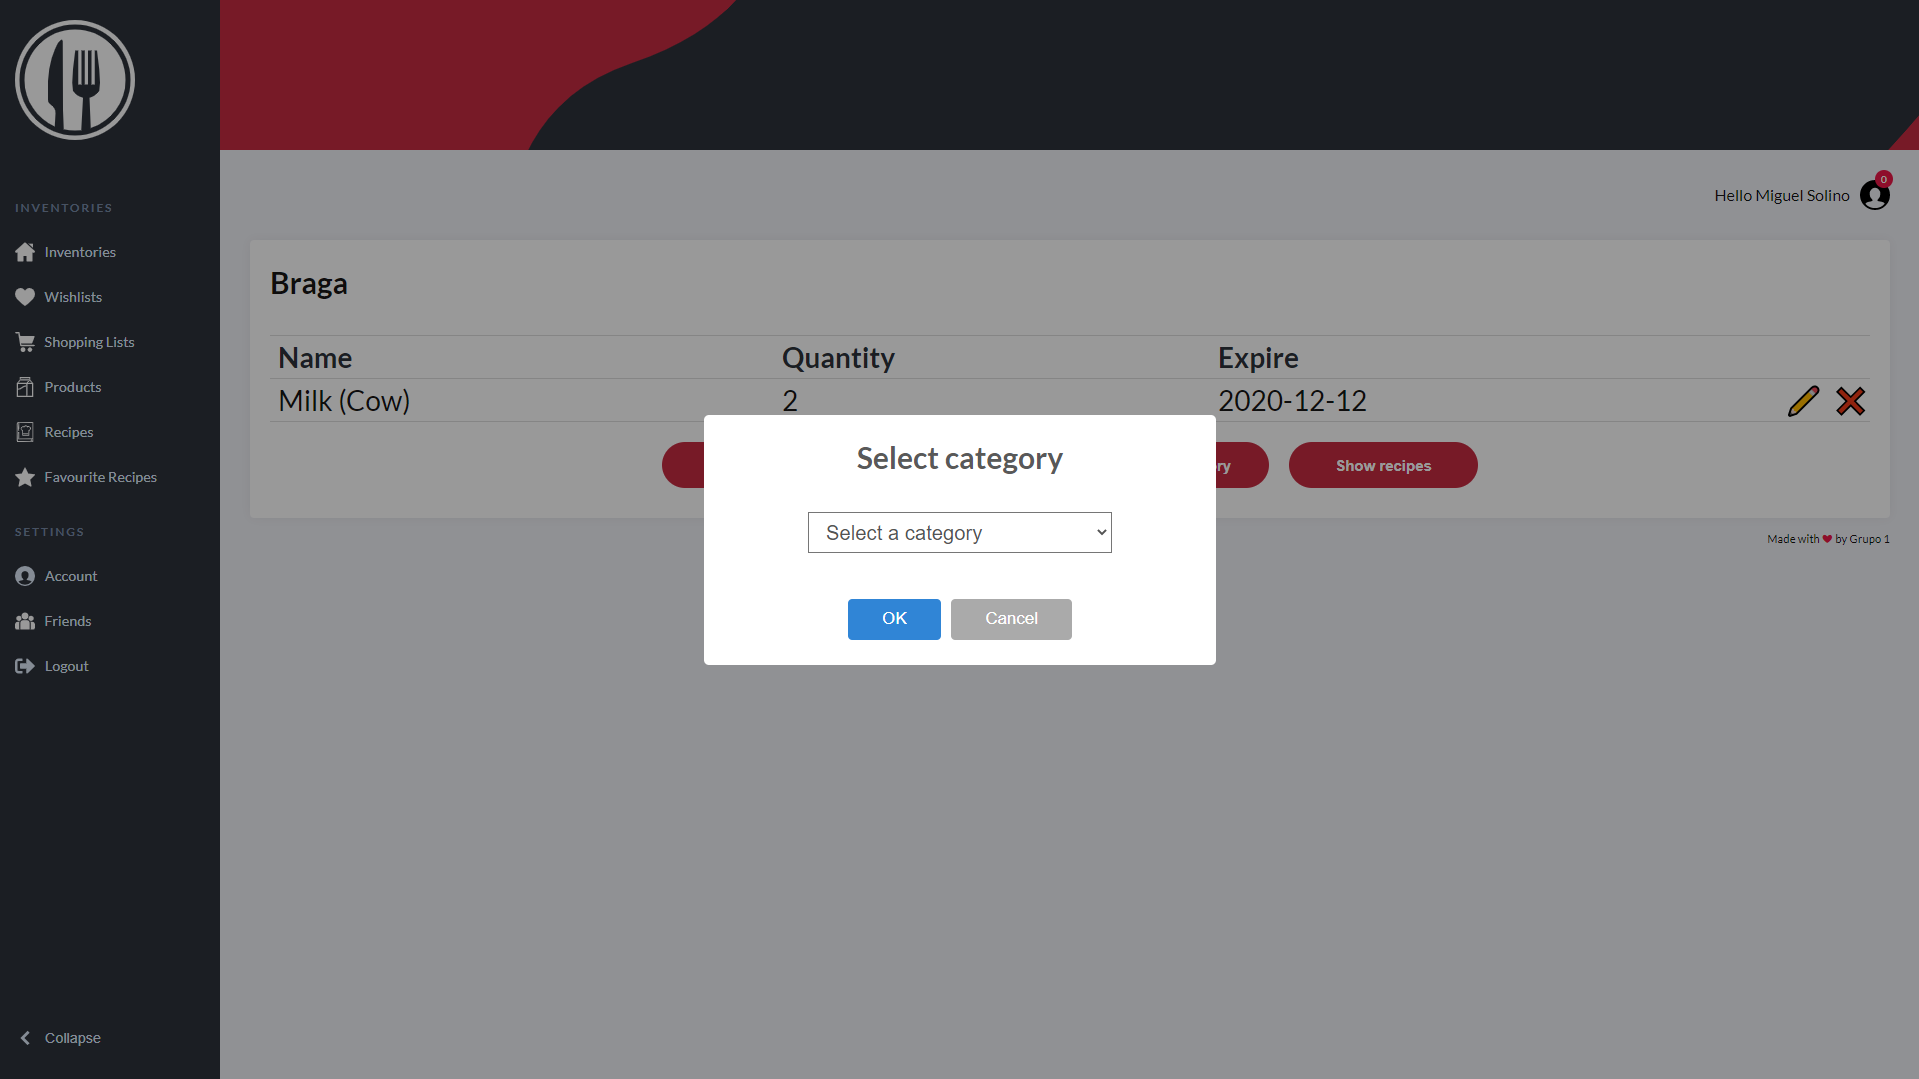 INVENTORIES
Inventories
Wishlists
Shopping Lists
Products
Recipes
Favourite Recipes
SETTINGS
Account
Friends
Logout
Collapse
Hello Miguel Solino
0
Braga
Name Quantity Expire
Milk (Cow) 2 2020-12-12
Show recipes
Select category
Select a category
OK Cancel
Made with ❤ by Grupo 1